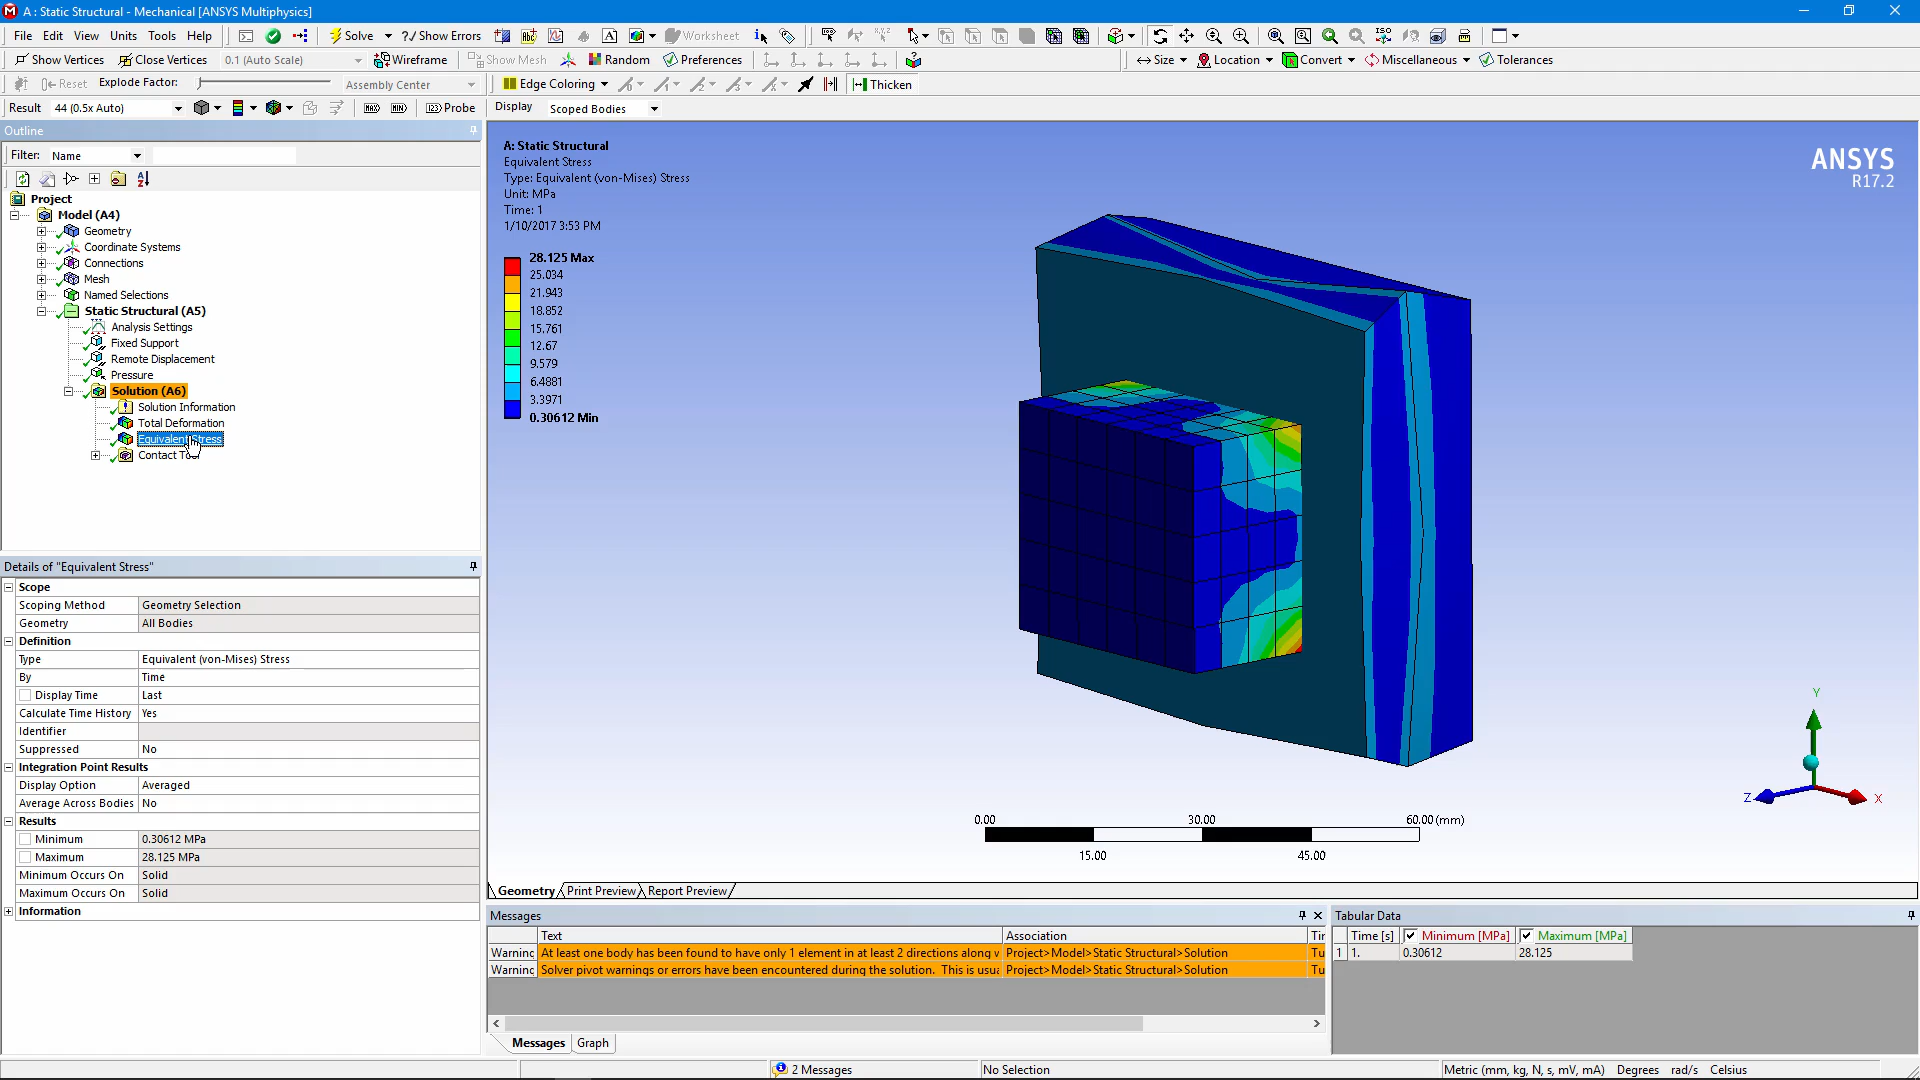 A : Static Structural - Mechanical [ANSYS Multiphysics]
File Edit View Units Tools Help Solve ?/ Show Errors Worksheet
Show Vertices Close Vertices 0.1 (Auto Scale) Wireframe Show Mesh Random Preferences Size Location Convert Miscellaneous Tolerances
Reset Explode Factor: Assembly Center Edge Coloring Thicken
Result 44 (0.5x Auto) MAX MIN 123 Probe Display Scoped Bodies
Outline
Filter: Name
Project
Model (A4)
Geometry
Coordinate Systems
Connections
Mesh
Named Selections
Static Structural (A5)
Analysis Settings
Fixed Support
Remote Displacement
Pressure
Solution (A6)
Solution Information
Total Deformation
Equivalent Stress
Contact
Details of "Equivalent Stress"
Scope
Scoping Method Geometry Selection
Geometry All Bodies
Definition
Type Equivalent (von-Mises) Stress
By Time
Display Time Last
Calculate Time History Yes
Identifier
Suppressed No
Integration Point Results
Display Option Averaged
Average Across Bodies No
Results
Minimum 0.30612 MPa
Maximum 28.125 MPa
Minimum Occurs On Solid
Maximum Occurs On Solid
Information
A: Static Structural
Equivalent Stress
Type: Equivalent (von-Mises) Stress
Unit: MPa
Time: 1
1/10/2017 3:53 PM
28.125 Max
25.034
21.943
18.852
15.761
12.67
9.579
6.4881
3.3971
0.30612 Min
ANSYS
R17.2
Y
Z
X
0.00 30.00 60.00 (mm)
15.00 45.00
Geometry Print Preview Report Preview
Messages
Text Association
Warning At least one body has been found to have only 1 element in at least 2 directions along Project>Model>Static Structural>Solution Tu
Warning Solver pivot warnings or errors have been encountered during the solution. This is Project>Model>Static Structural>Solution Tu
Messages Graph
Tabular Data
Time [s] Minimum [MPa] Maximum [MPa]
1 1. 0.30612 28.125
2 Messages No Selection Metric (mm, kg, N, s, mV, mA) Degrees rad/s Celsius